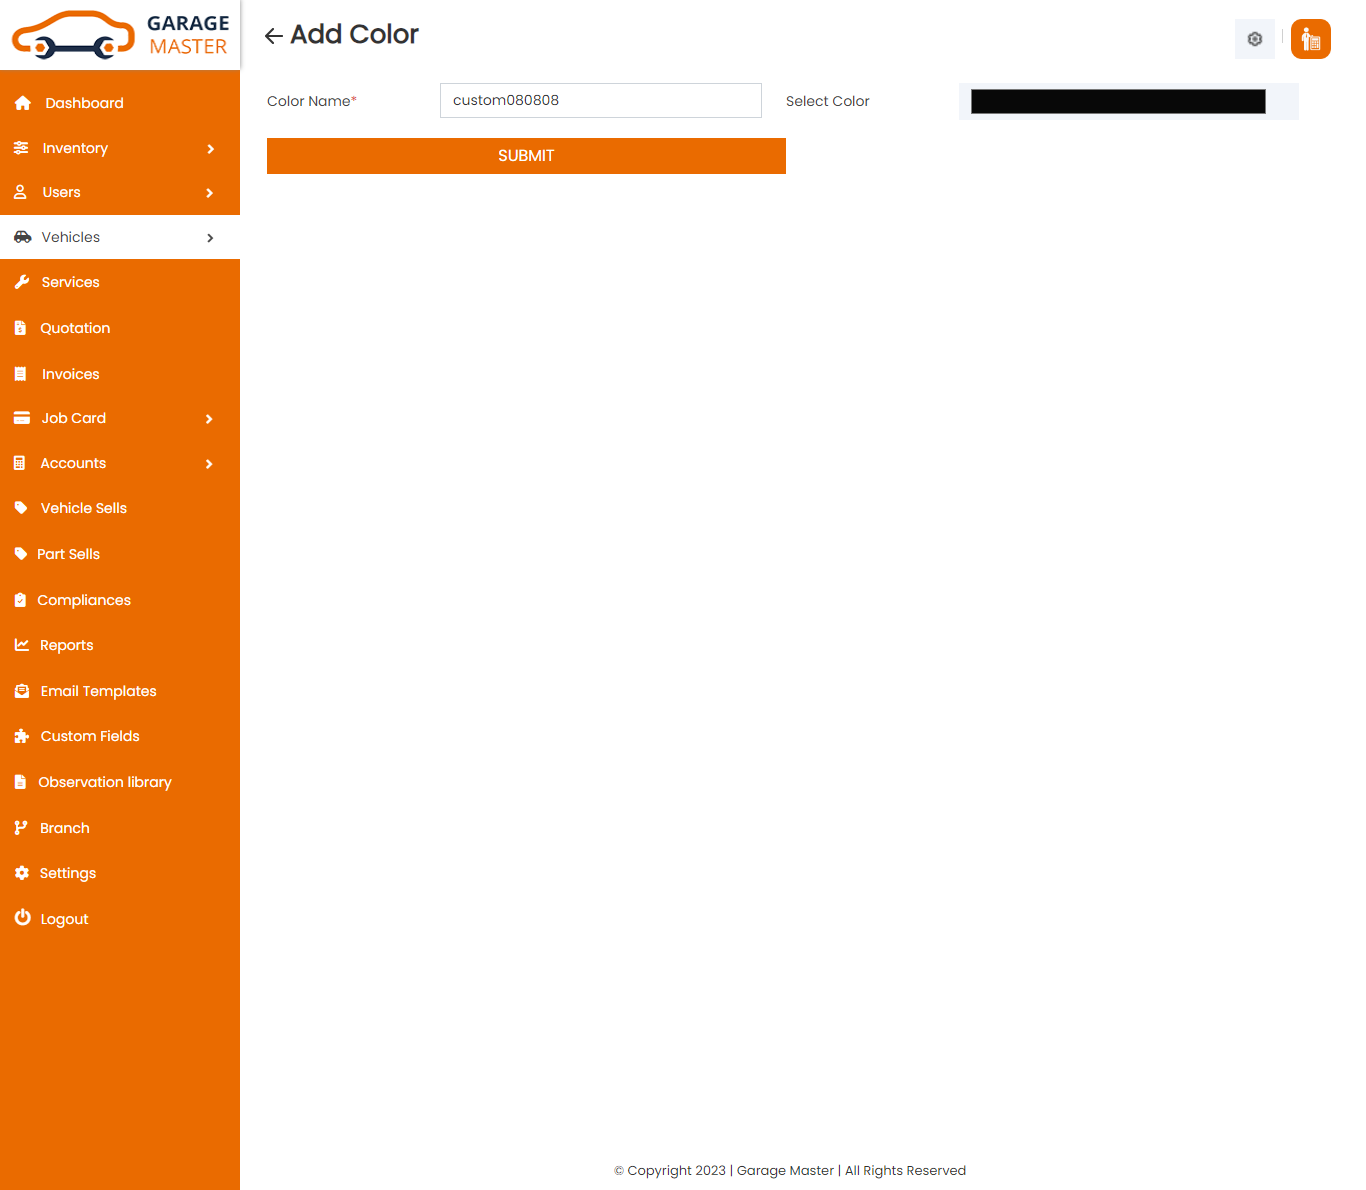 GARAGE
MASTER
Add Color
Dashboard
Inventory
Users
Vehicles
Services
Quotation
Invoices
Job Card
Accounts
Vehicle Sells
Part Sells
Compliances
Reports
Email Templates
Custom Fields
Observation library
Branch
Settings
Logout
Color Name* custom080808 Select Color
SUBMIT
© Copyright 2023 | Garage Master | All Rights Reserved